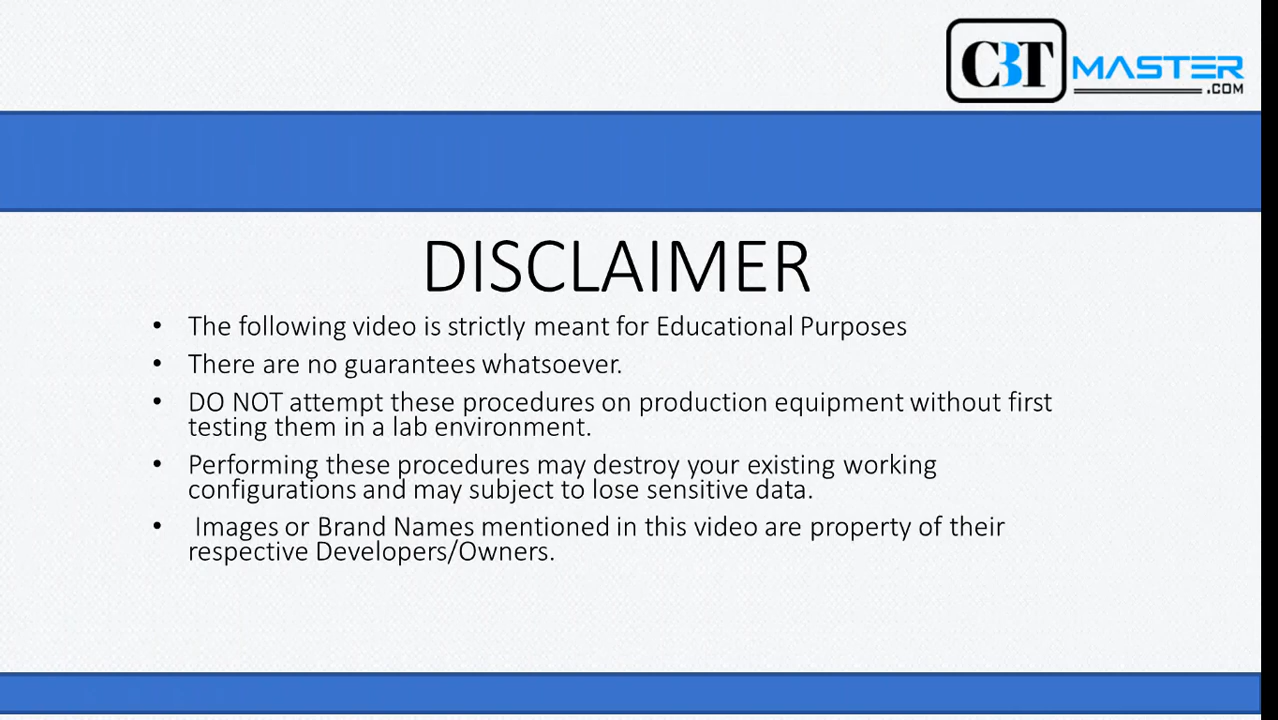 CBT MASTER
.COM
DISCLAIMER
• The following video is strictly meant for Educational Purposes
• There are no guarantees whatsoever.
• DO NOT attempt these procedures on production equipment without first
testing them in a lab environment.
• Performing these procedures may destroy your existing working
configurations and may subject to lose sensitive data.
• Images or Brand Names mentioned in this video are property of their
respective Developers/Owners.